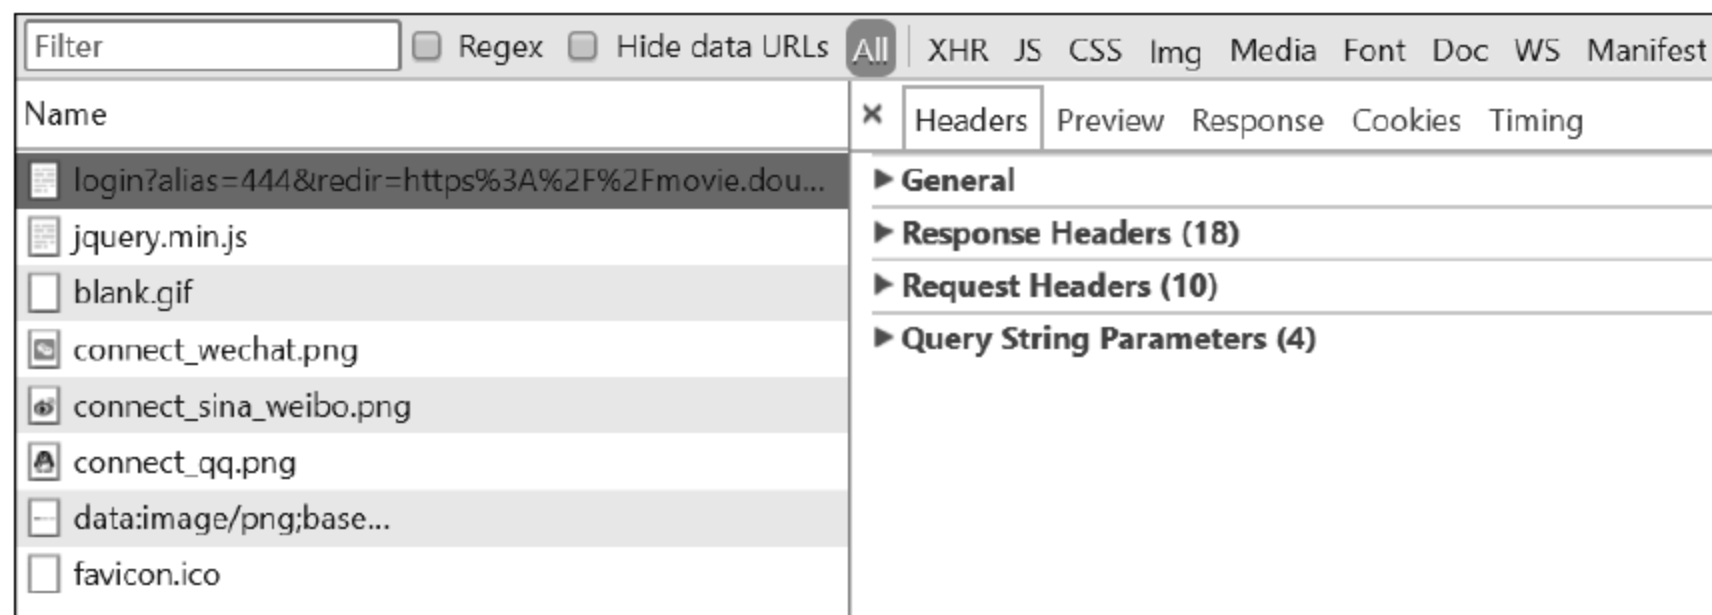 Filter Regex Hide data URLs All XHR JS CSS Img Media Font Doc WS Manifest
Name
× Headers Preview Response Cookies Timing
login?alias=444&redir=https%3A%2F%2Fmovie.dou...
jquery.min.js
blank.gif
connect_wechat.png
connect_sina_weibo.png
connect_qq.png
data:image/png;base...
favicon.ico
▶ General
▶ Response Headers (18)
▶ Request Headers (10)
▶ Query String Parameters (4)